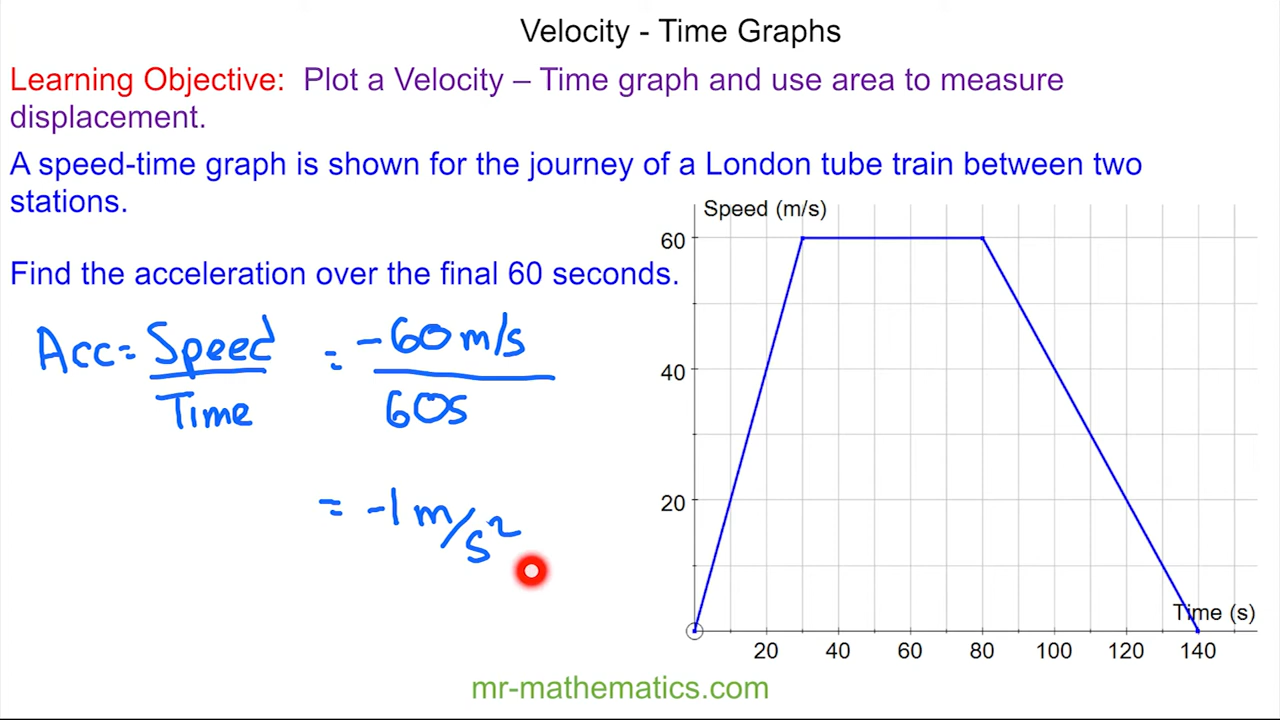 Velocity - Time Graphs
Learning Objective: Plot a Velocity – Time graph and use area to measure
displacement.
A speed-time graph is shown for the journey of a London tube train between two
stations.
Find the acceleration over the final 60 seconds.
Acc = Speed / Time = -60 m/s / 60s
= -1 m/s²
Speed (m/s)
60
40
20
Time (s)
20 40 60 80 100 120 140
mr-mathematics.com